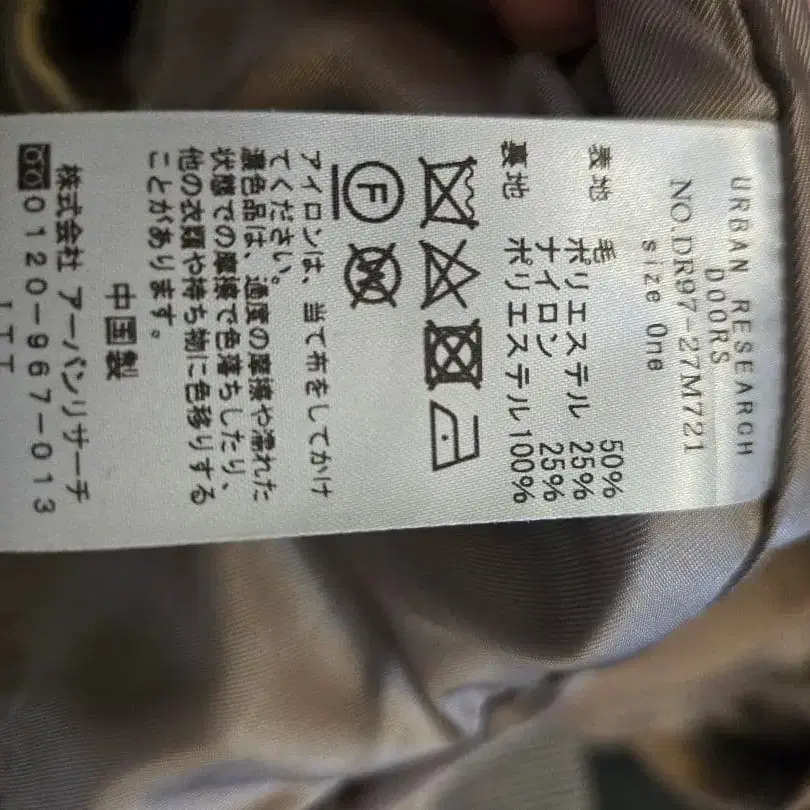 URBAN RESEARCH
DOORS
NO.DR97-27M721
size One
表地 毛 50%
ポリエステル 25%
ナイロン 25%
裏地 ポリエステル 100%
F
W
アイロンは、当て布をしてかけ
てください。
濃色品は、過度の摩擦や濡れた
状態での摩擦で色落ちしたり、
他の衣類や持ち物に色移りする
ことがあります。
中国製
株式会社 アーバンリサーチ
0120-967-013